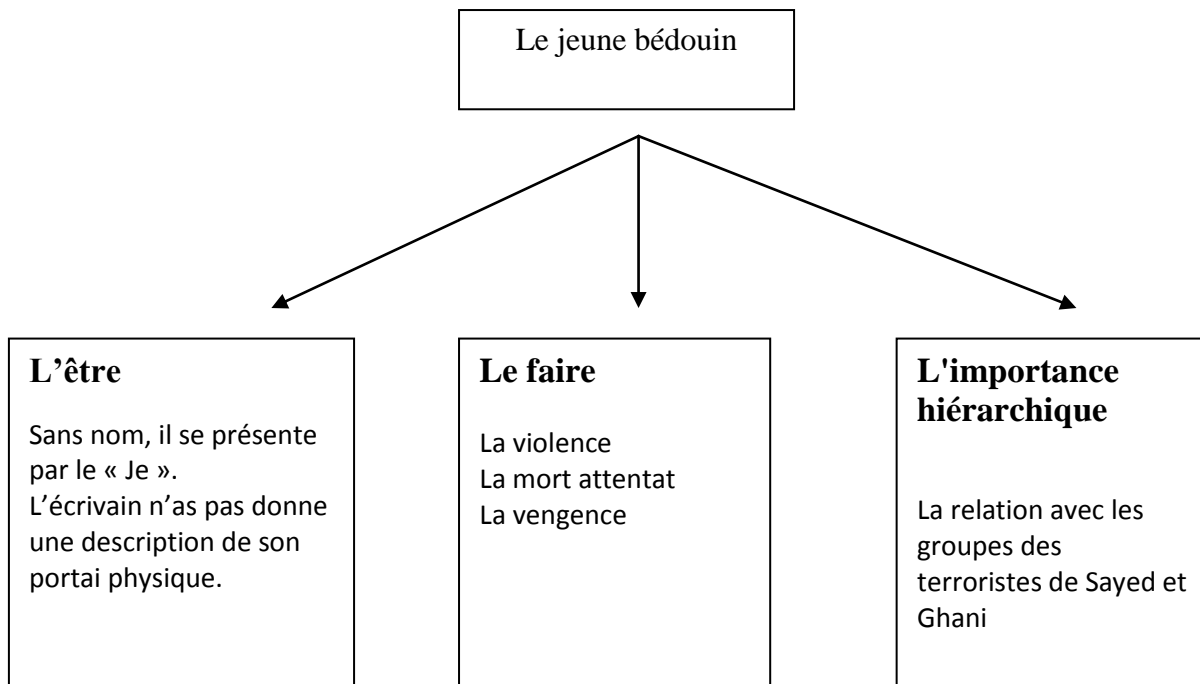 Le jeune bédouin
L’être
Sans nom, il se présente
par le « Je ».
L’écrivain n’as pas donne
une description de son
portai physique.
Le faire
La violence
La mort attentat
La vengence
L'importance
hiérarchique
La relation avec les
groupes des
terroristes de Sayed et
Ghani